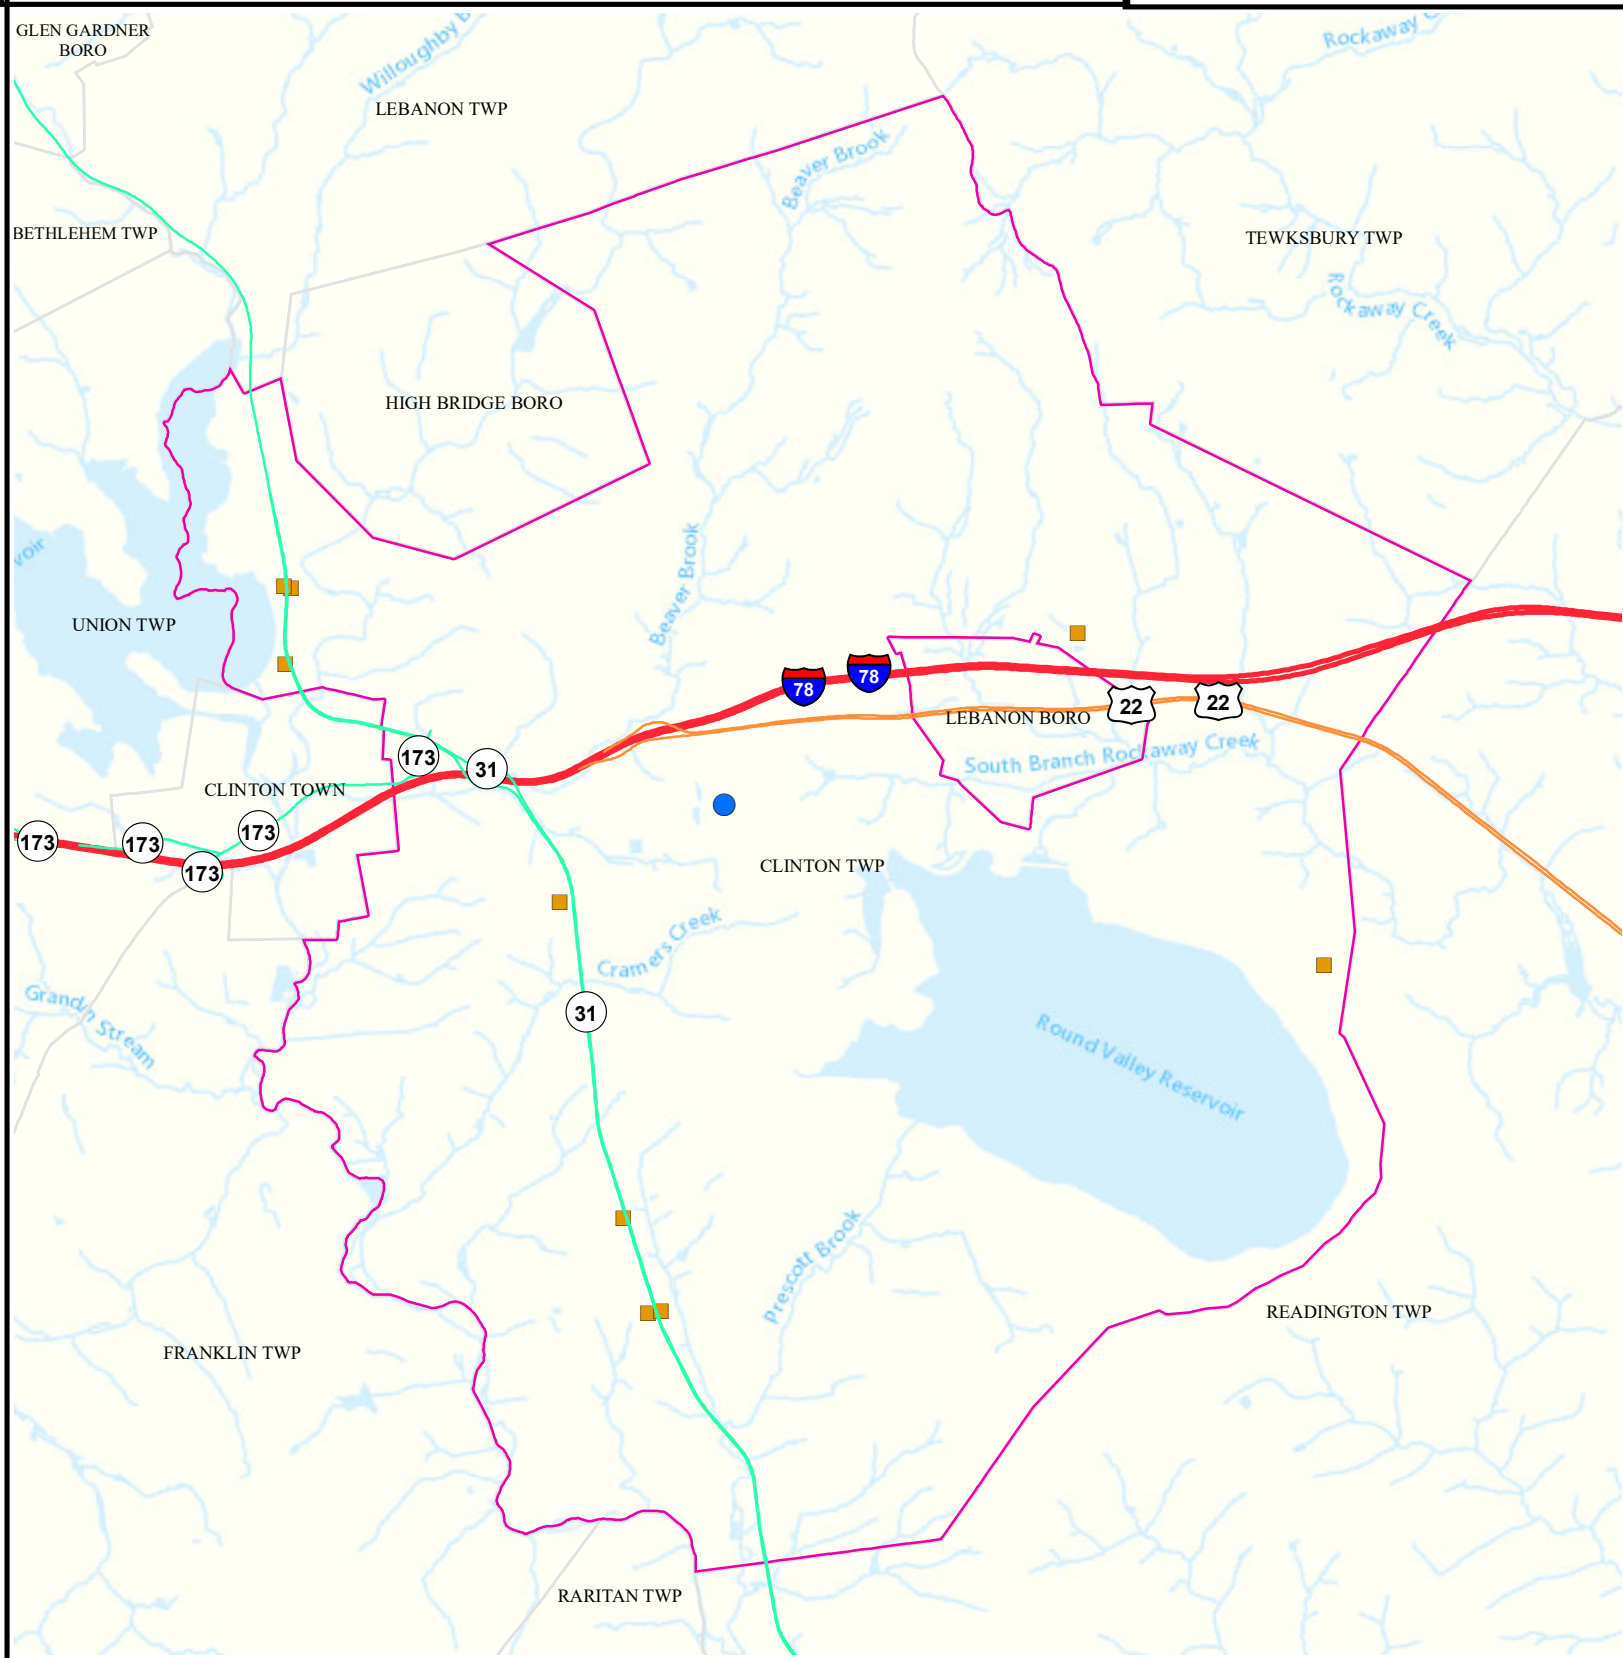 GLEN GARDNER
BORO
Willoughby B
Rockaway C
LEBANON TWP
Beaver Brook
BETHLEHEM TWP
TEWKSBURY TWP
Rockaway Creek
HIGH BRIDGE BORO
voir
Beaver Brook
UNION TWP
78
78
22
22
LEBANON BORO
South Branch Rockaway Creek
173
31
CLINTON TOWN
173
173
173
173
CLINTON TWP
Cramers Creek
Grandin Stream
31
Round Valley Reservoir
Prescott Brook
READINGTON TWP
FRANKLIN TWP
RARITAN TWP